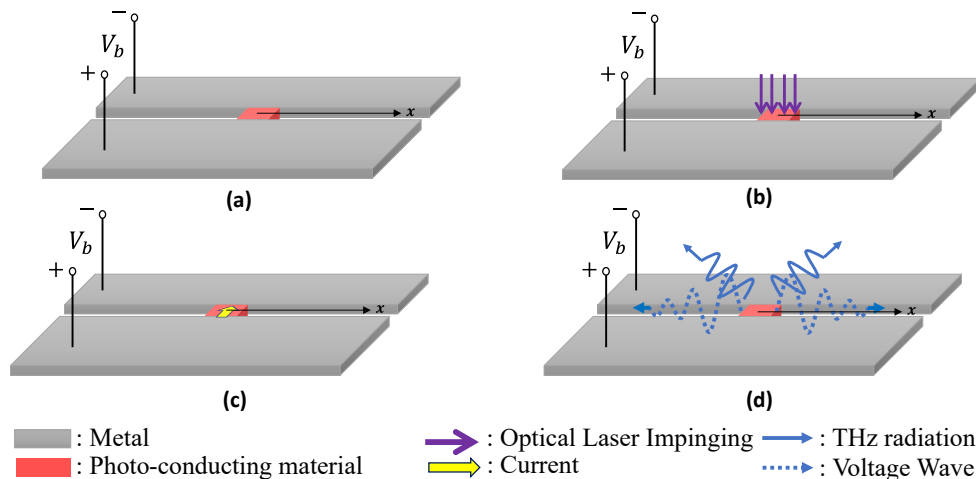 −
V_b
+
x
(a)
−
V_b
+
x
(b)
−
V_b
+
x
(c)
−
V_b
+
x
(d)
: Metal
: Photo-conducting material
: Optical Laser Impinging
: Current
: THz radiation
: Voltage Wave